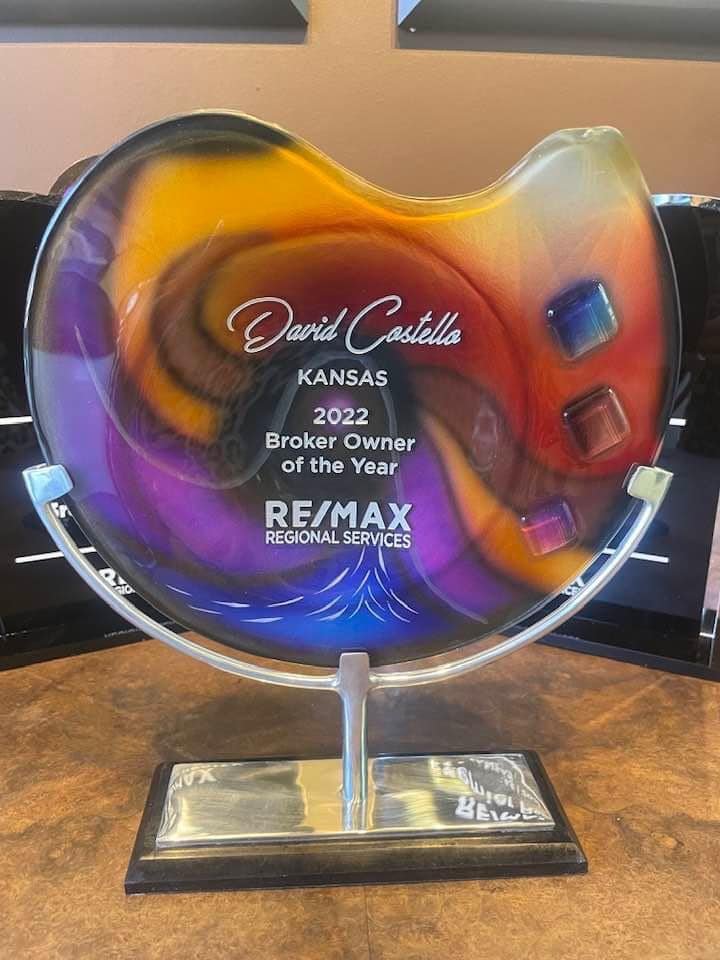 David Costello
KANSAS
2022
Broker Owner
of the Year
RE/MAX
REGIONAL SERVICES